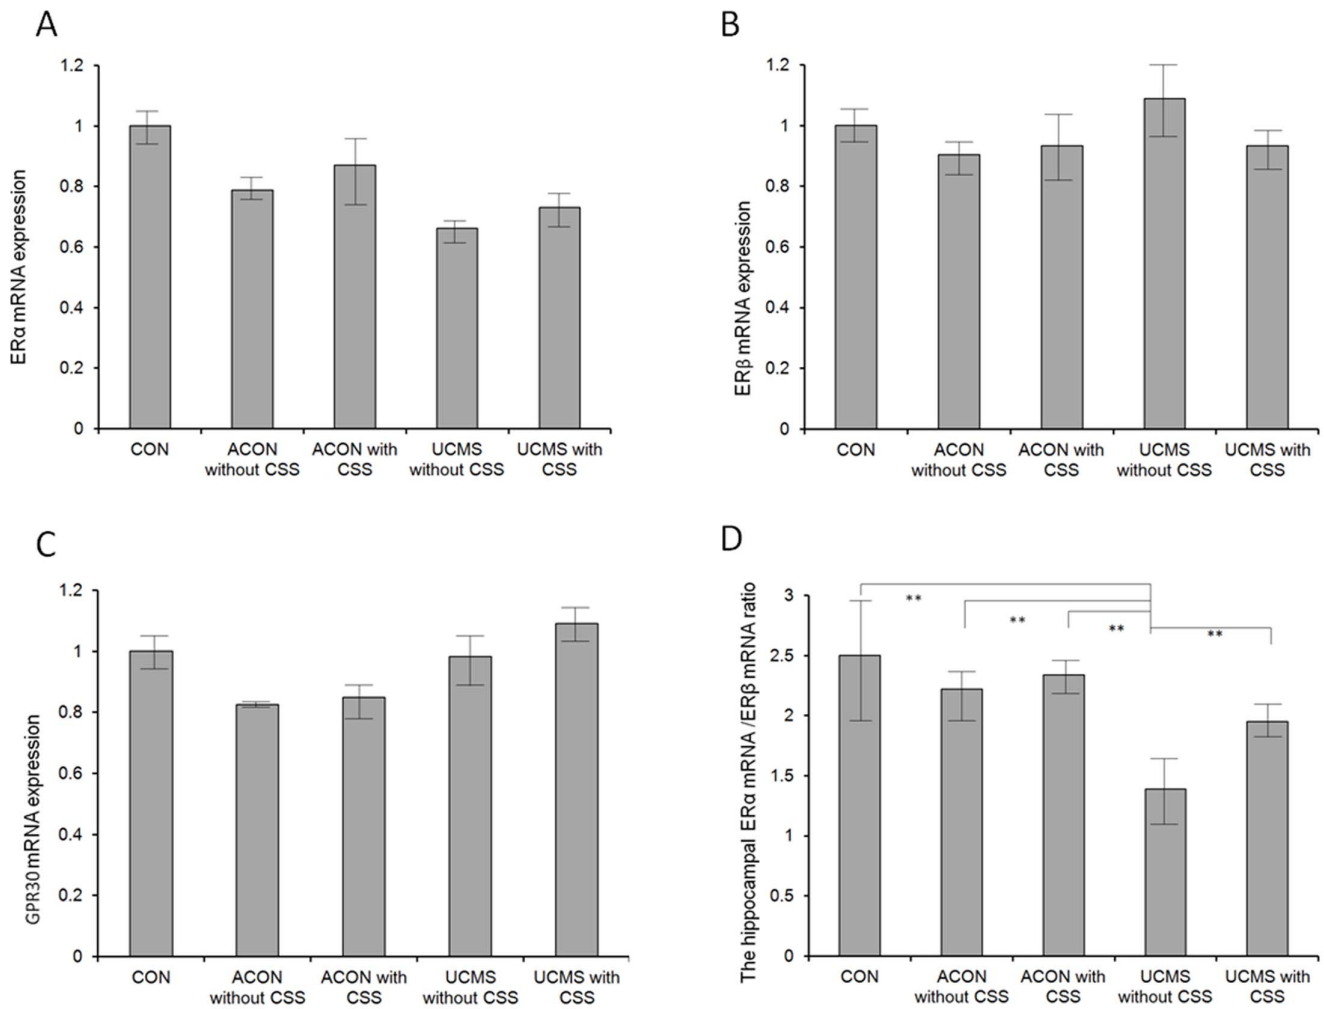 A
ERα mRNA expression
1.2
1
0.8
0.6
0.4
0.2
0
CON
ACON without CSS
ACON with CSS
UCMS without CSS
UCMS with CSS
B
ERβ mRNA expression
1.2
1
0.8
0.6
0.4
0.2
0
CON
ACON without CSS
ACON with CSS
UCMS without CSS
UCMS with CSS
C
GPR30 mRNA expression
1.2
1
0.8
0.6
0.4
0.2
0
CON
ACON without CSS
ACON with CSS
UCMS without CSS
UCMS with CSS
D
The hippocampal ERα mRNA /ERβ mRNA ratio
3
2.5
2
1.5
1
0.5
0
**
**
**
**
CON
ACON without CSS
ACON with CSS
UCMS without CSS
UCMS with CSS